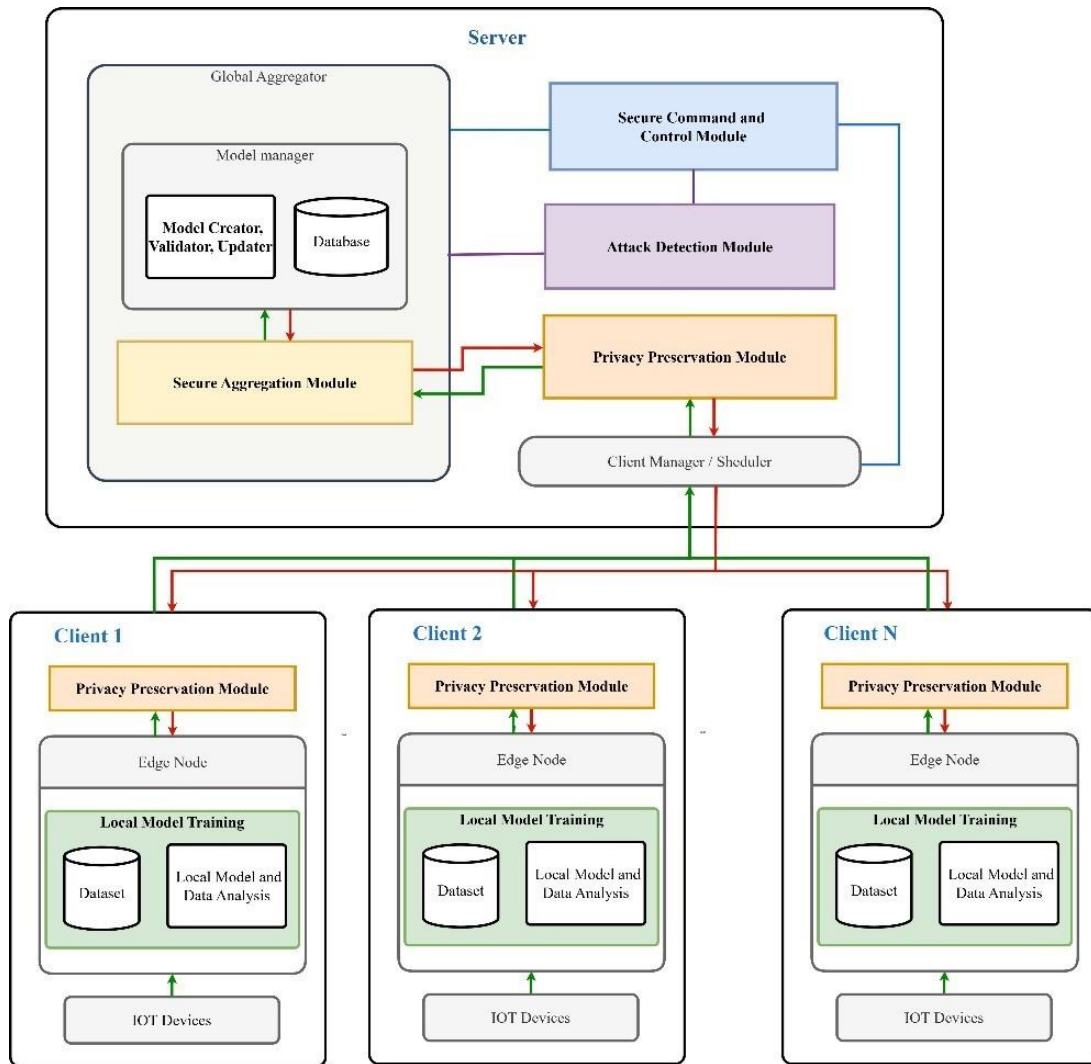 Server
Global Aggregator
Model manager
Model Creator,
Validator, Updater
Database
Secure Aggregation Module
Secure Command and
Control Module
Attack Detection Module
Privacy Preservation Module
Client Manager / Sheduler
Client 1
Privacy Preservation Module
Edge Node
Local Model Training
Dataset
Local Model and
Data Analysis
IOT Devices
Client 2
Privacy Preservation Module
Edge Node
Local Model Training
Dataset
Local Model and
Data Analysis
IOT Devices
Client N
Privacy Preservation Module
Edge Node
Local Model Training
Dataset
Local Model and
Data Analysis
IOT Devices